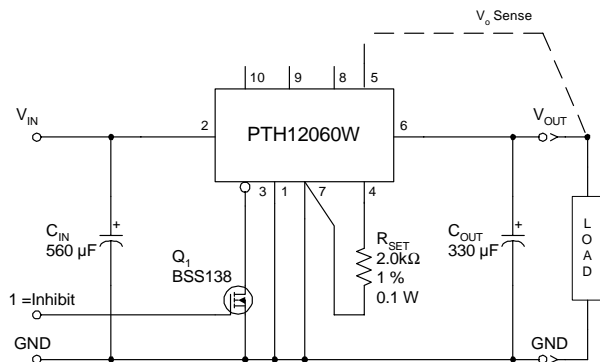 Vo Sense
10 9 8 5
VIN 2 PTH12060W 6 VOUT
3 1 7 4
CIN
560 µF
+
Q1
BSS138
RSET
2.0kΩ
1 %
0.1 W
COUT
330 µF
+
LOAD
1 =Inhibit
GND GND